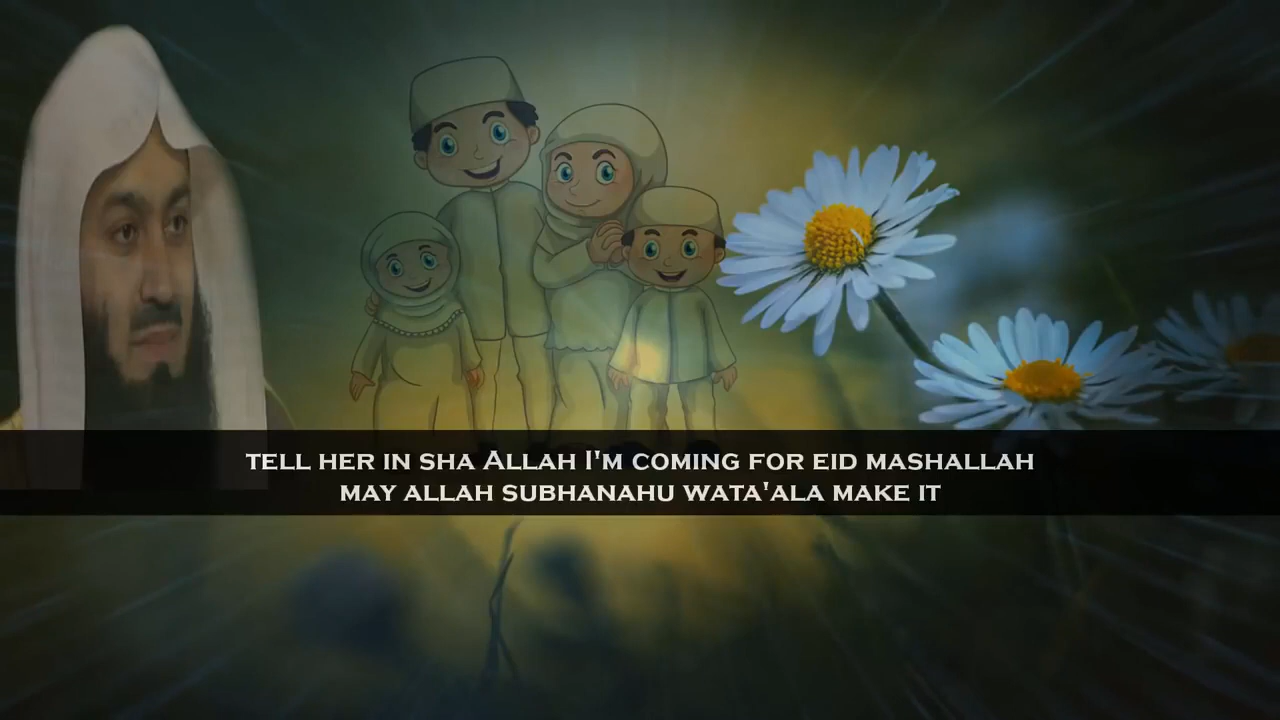 TELL HER IN SHA ALLAH I'M COMING FOR EID MASHALLAH
MAY ALLAH SUBHANAHU WATA'ALA MAKE IT